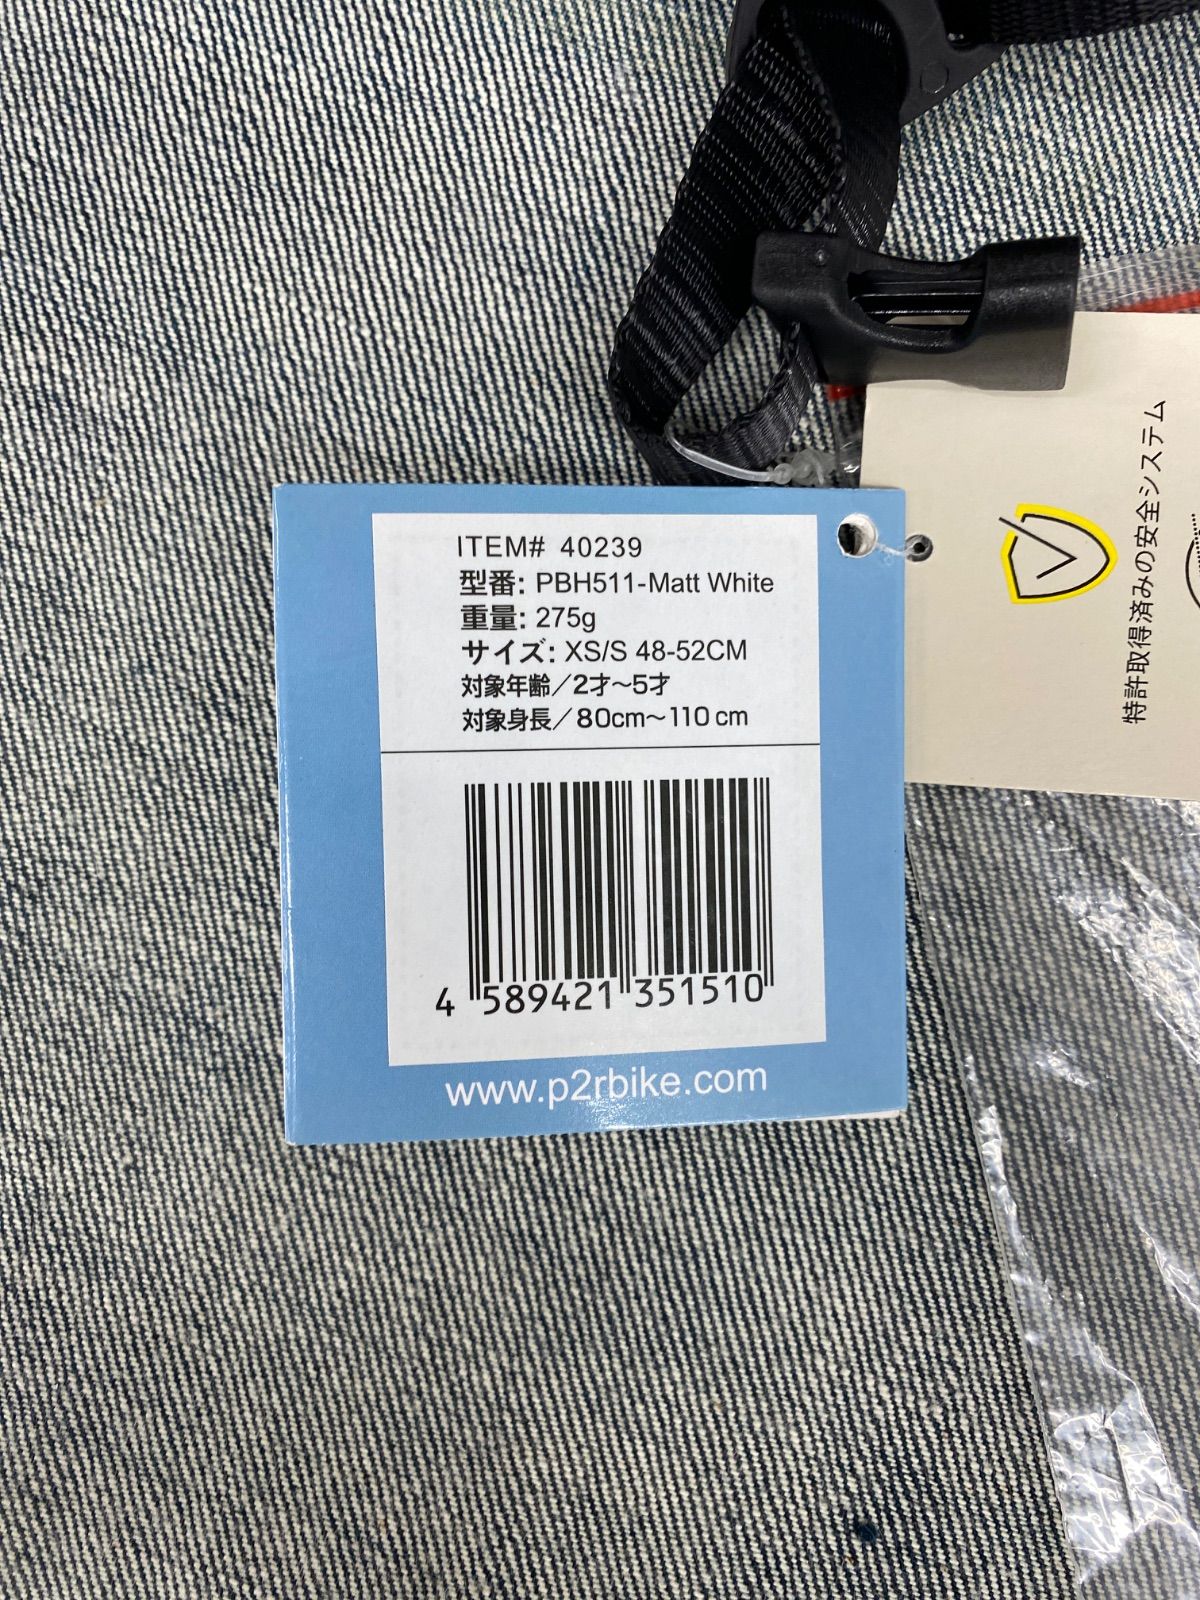 ITEM# 40239
型番: PBH511-Matt White
重量: 275g
サイズ: XS/S 48-52CM
対象年齢／2才～5才
対象身長／80cm～110cm
4 589421 351510
www.p2rbike.com
特許取得済みの安全システム